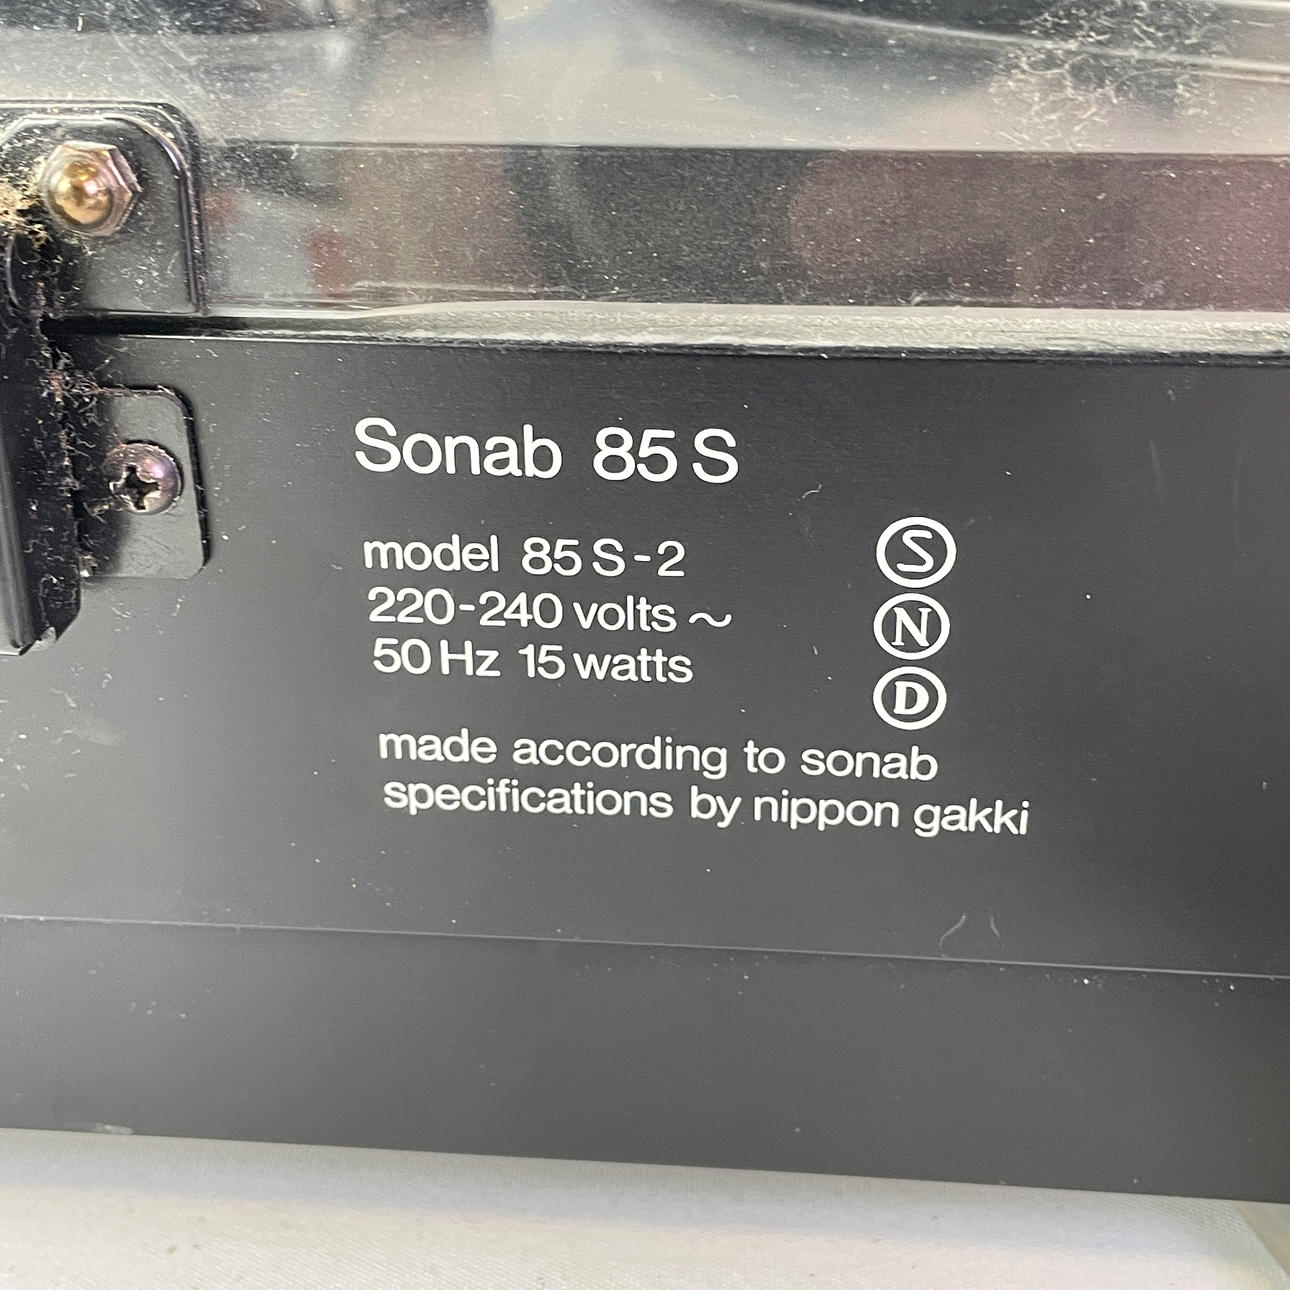 Sonab 85 S
model 85 S-2
220-240 volts ~
50 Hz 15 watts
S
N
D
made according to sonab
specifications by nippon gakki